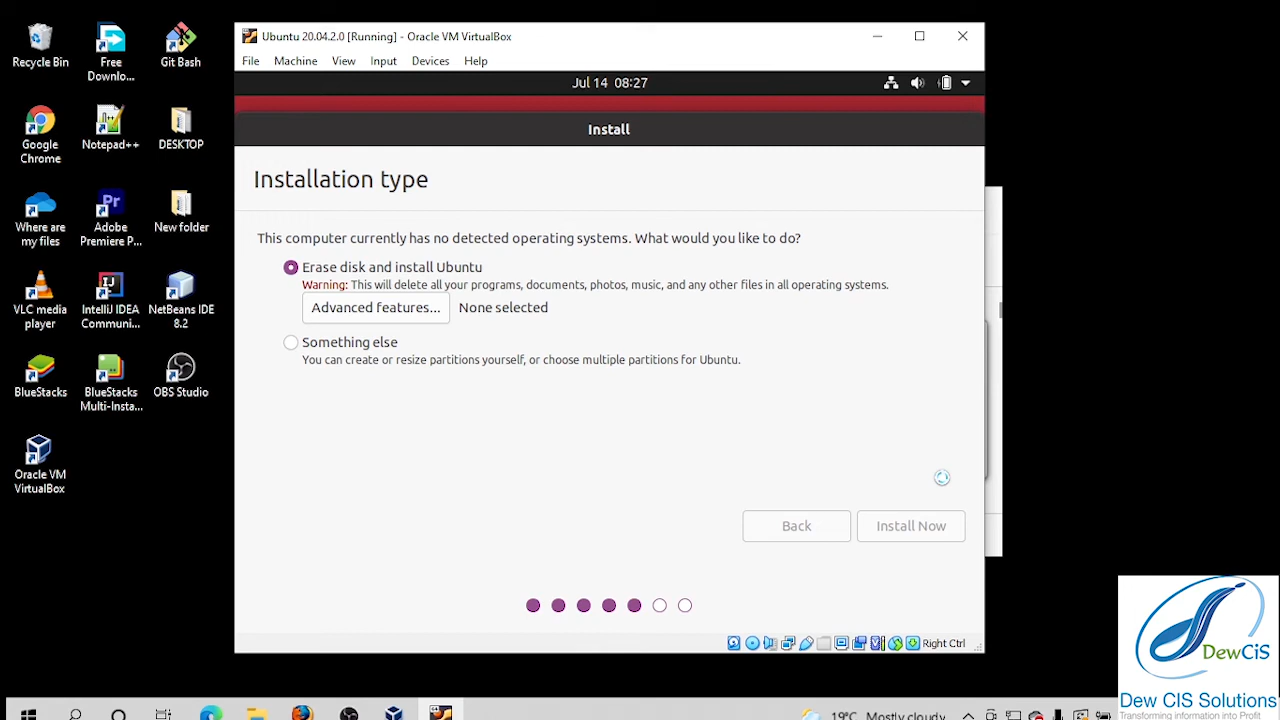 Ubuntu 20.04.2.0 [Running] - Oracle VM VirtualBox
File Machine View Input Devices Help
Jul 14 08:27
Install
Installation type
This computer currently has no detected operating systems. What would you like to do?
Erase disk and install Ubuntu
Warning: This will delete all your programs, documents, photos, music, and any other files in all operating systems.
Advanced features... None selected
Something else
You can create or resize partitions yourself, or choose multiple partitions for Ubuntu.
Back Install Now
Right Ctrl
Recycle Bin
Free
Downlo...
Git Bash
Google
Chrome
Notepad++
DESKTOP
Where are
my files
Adobe
Premiere P...
New folder
VLC media
player
IntelliJ IDEA
Communi...
NetBeans IDE
8.2
BlueStacks
BlueStacks
Multi-Insta...
OBS Studio
Oracle VM
VirtualBox
19°C Mostly cloudy
DewCiS
Dew CIS Solutions
Transforming information into Profit